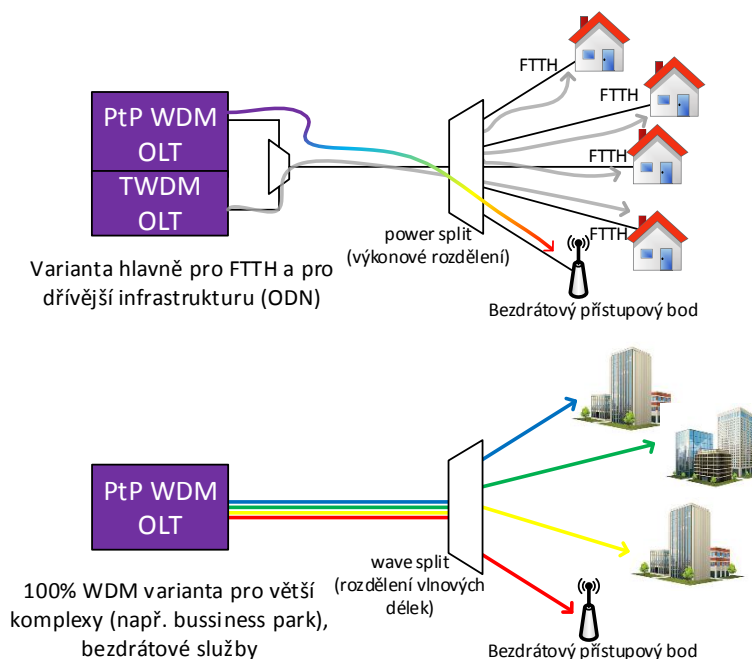 FTTH
PtP WDM
OLT
TWDM
OLT
FTTH
FTTH
FTTH
power split
(výkonové rozdělení)
Varianta hlavně pro FTTH a pro
dřívější infrastrukturu (ODN)
Bezdrátový přístupový bod
PtP WDM
OLT
wave split
(rozdělení vlnových
délek)
100% WDM varianta pro větší
komplexy (např. bussiness park),
bezdrátové služby
Bezdrátový přístupový bod